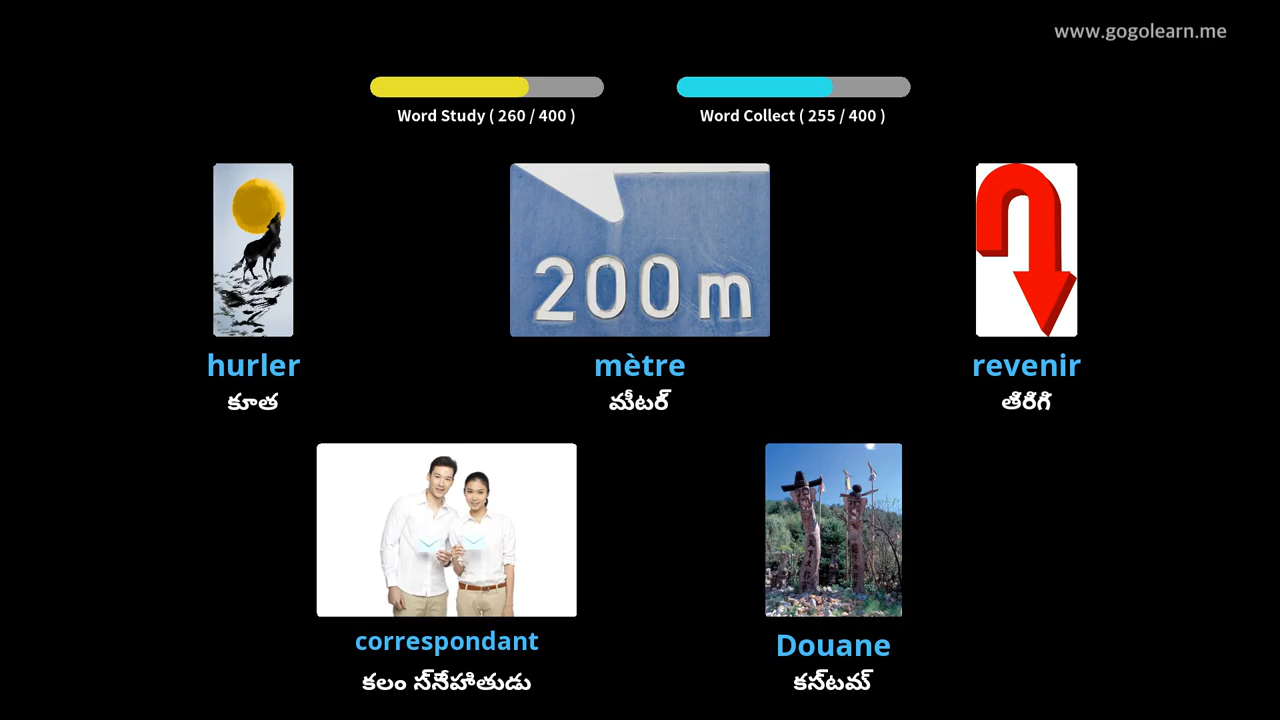 www.gogolearn.me
Word Study ( 260 / 400 )
Word Collect ( 255 / 400 )
200 m
hurler
కూత
mètre
మీటర్
revenir
తిరిగి
correspondant
కలం స్నేహితుడు
Douane
కస్టమ్